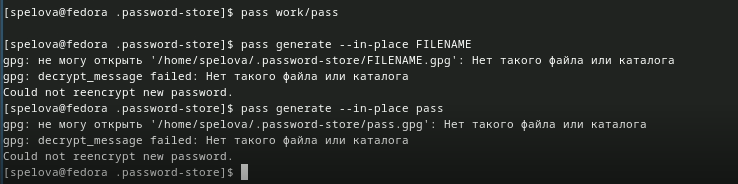 [spelova@fedora .password-store]$ pass work/pass
[spelova@fedora .password-store]$ pass generate --in-place FILENAME
gpg: не могу открыть '/home/spelova/.password-store/FILENAME.gpg': Нет такого файла или каталога
gpg: decrypt_message failed: Нет такого файла или каталога
Could not reencrypt new password.
[spelova@fedora .password-store]$ pass generate --in-place pass
gpg: не могу открыть '/home/spelova/.password-store/pass.gpg': Нет такого файла или каталога
gpg: decrypt_message failed: Нет такого файла или каталога
Could not reencrypt new password.
[spelova@fedora .password-store]$